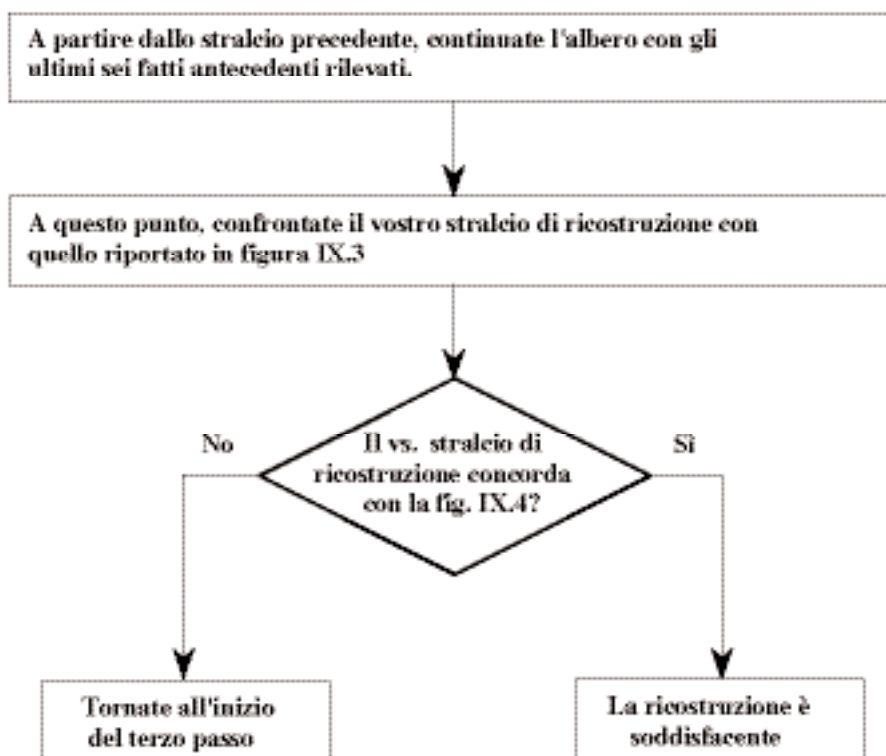 A partire dallo stralcio precedente, continuate l'albero con gli
ultimi sei fatti antecedenti rilevati.
A questo punto, confrontate il vostro stralcio di ricostruzione con
quello riportato in figura IX.3
Il vs. stralcio di
ricostruzione concorda
con la fig. IX.4?
No
Sì
Tornate all'inizio
del terzo passo
La ricostruzione è
soddisfacente